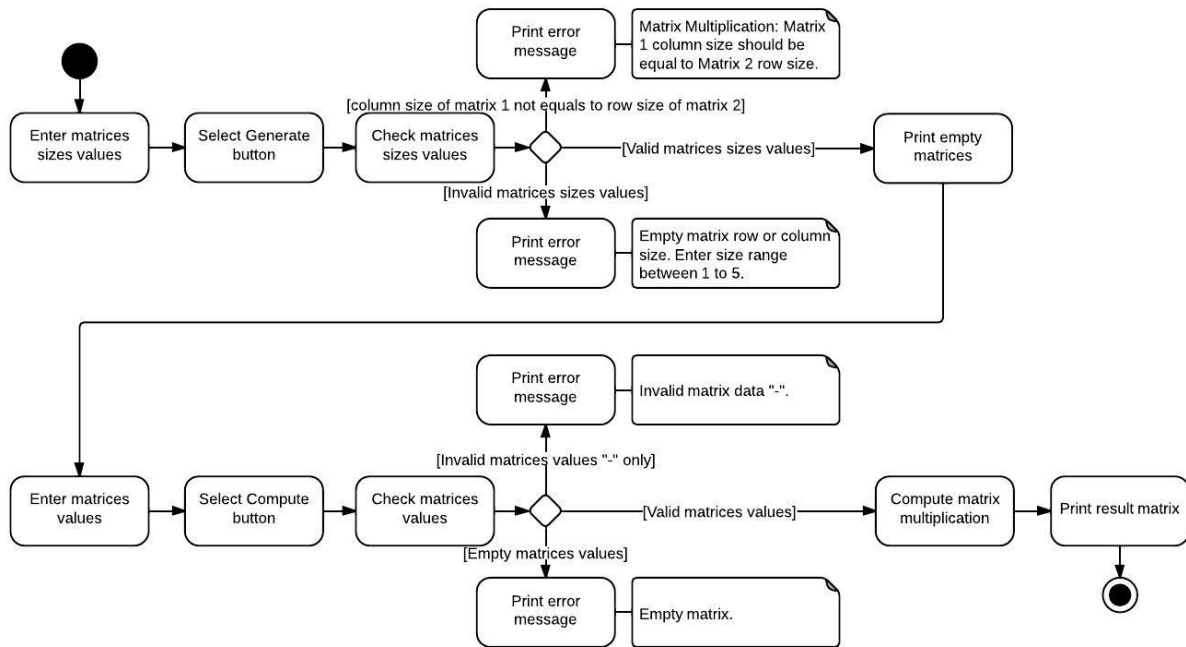 Print error
message
Matrix Multiplication: Matrix
1 column size should be
equal to Matrix 2 row size.
[column size of matrix 1 not equals to row size of matrix 2]
Enter matrices
sizes values
Select Generate
button
Check matrices
sizes values
[Valid matrices sizes values]
Print empty
matrices
[Invalid matrices sizes values]
Print error
message
Empty matrix row or column
size. Enter size range
between 1 to 5.
Print error
message
Invalid matrix data "-".
[Invalid matrices values "-" only]
Enter matrices
values
Select Compute
button
Check matrices
values
[Valid matrices values]
Compute matrix
multiplication
Print result matrix
[Empty matrices values]
Print error
message
Empty matrix.